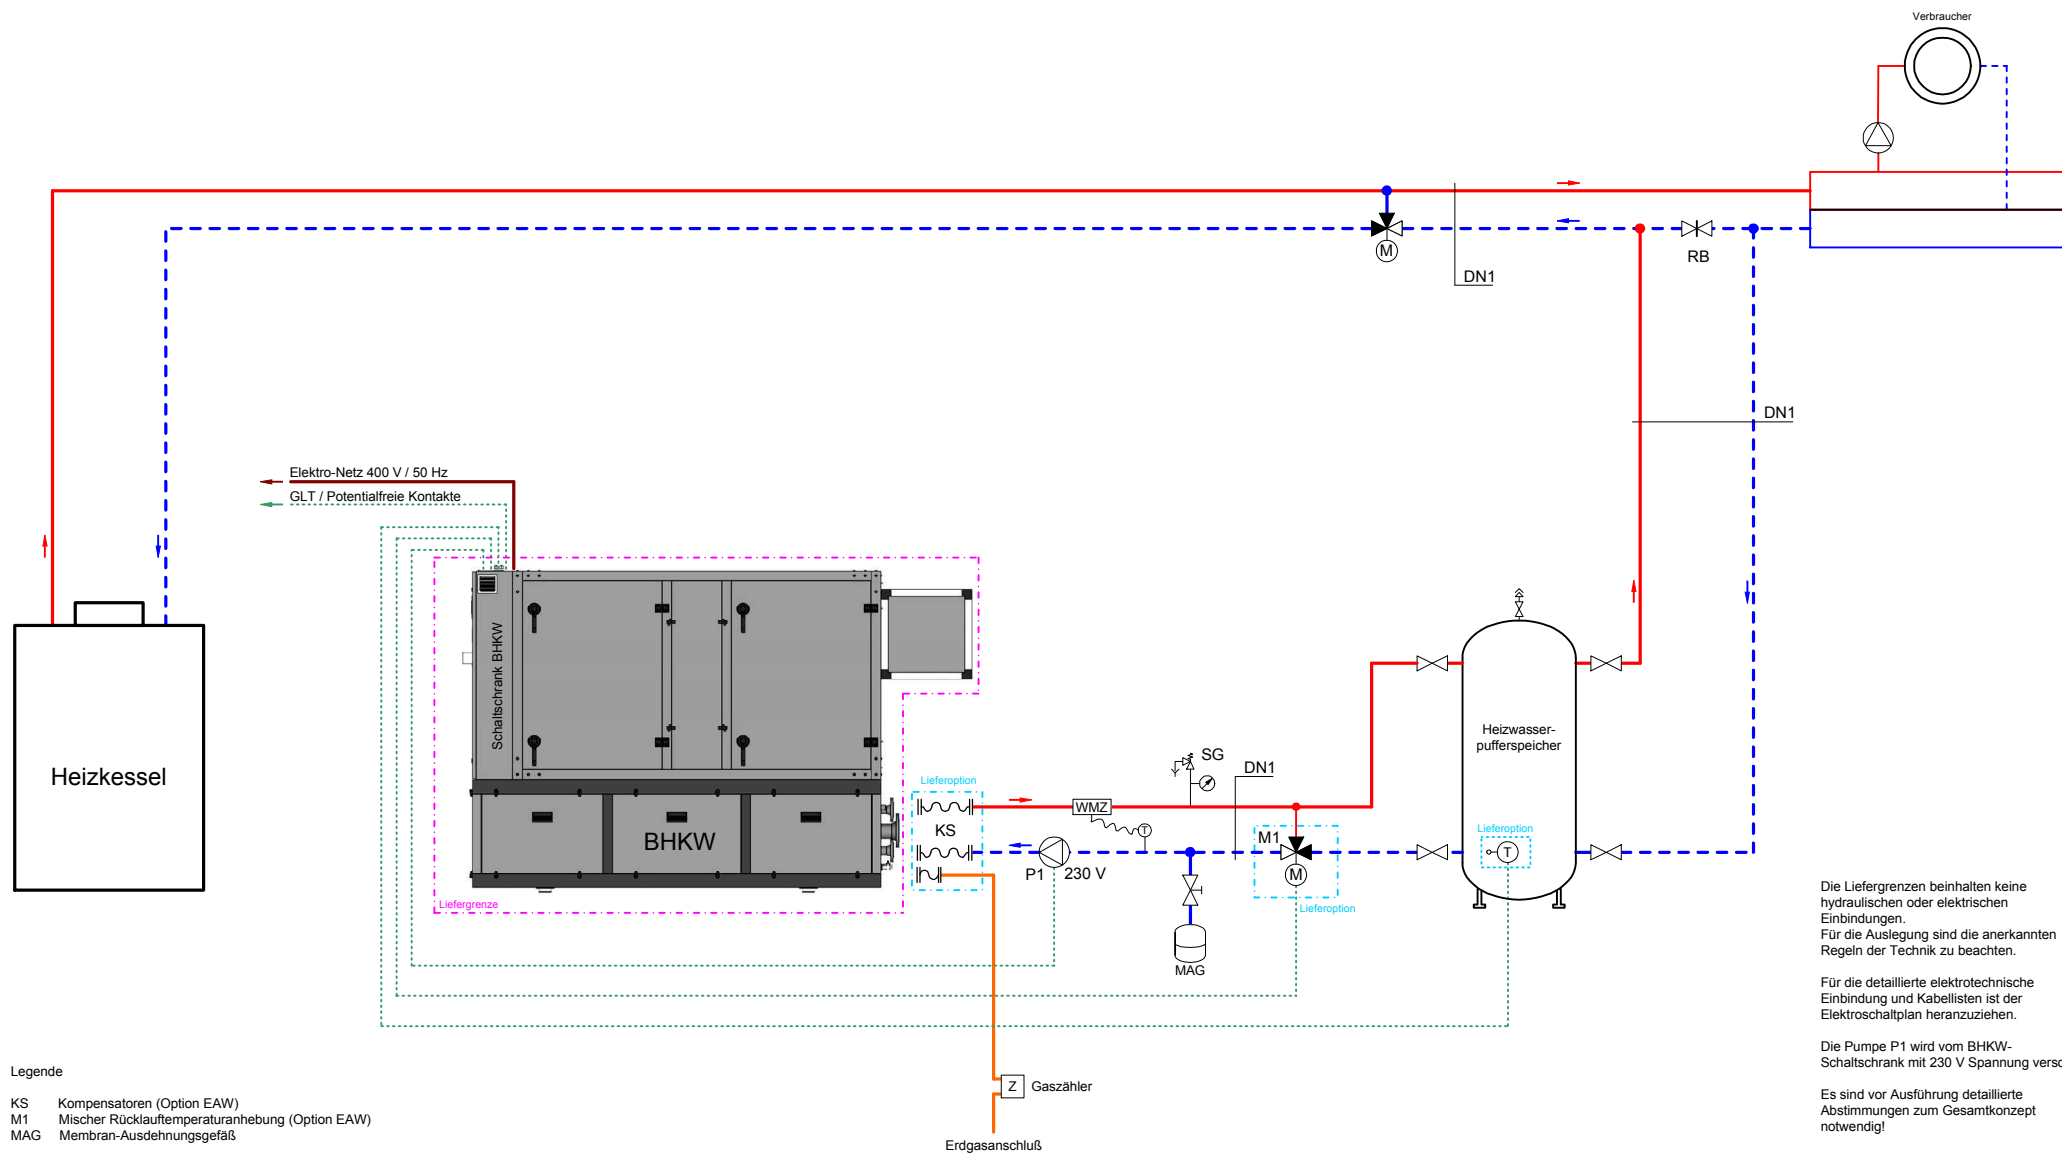 Verbraucher
M
DN1
RB
DN1
Elektro-Netz 400 V / 50 Hz
GLT / Potentialfreie Kontakte
Schaltschrank BHKW
Heizkessel
BHKW
Liefergrenze
Lieferoption
KS
WMZ
T
SG
DN1
P1
230 V
M1
M
Lieferoption
MAG
Heizwasser-
pufferspeicher
Lieferoption
T
Z
Gaszähler
Erdgasanschluß
Die Liefergrenzen beinhalten keine
hydraulischen oder elektrischen
Einbindungen.
Für die Auslegung sind die anerkannten
Regeln der Technik zu beachten.
Für die detaillierte elektrotechnische
Einbindung und Kabellisten ist der
Elektroschaltplan heranzuziehen.
Die Pumpe P1 wird vom BHKW-
Schaltschrank mit 230 V Spannung
Es sind vor Ausführung detaillierte
Abstimmungen zum Gesamtkonzept
notwendig!
Legende
KS Kompensatoren (Option EAW)
M1 Mischer Rücklauftemperaturanhebung (Option EAW)
MAG Membran-Ausdehnungsgefäß